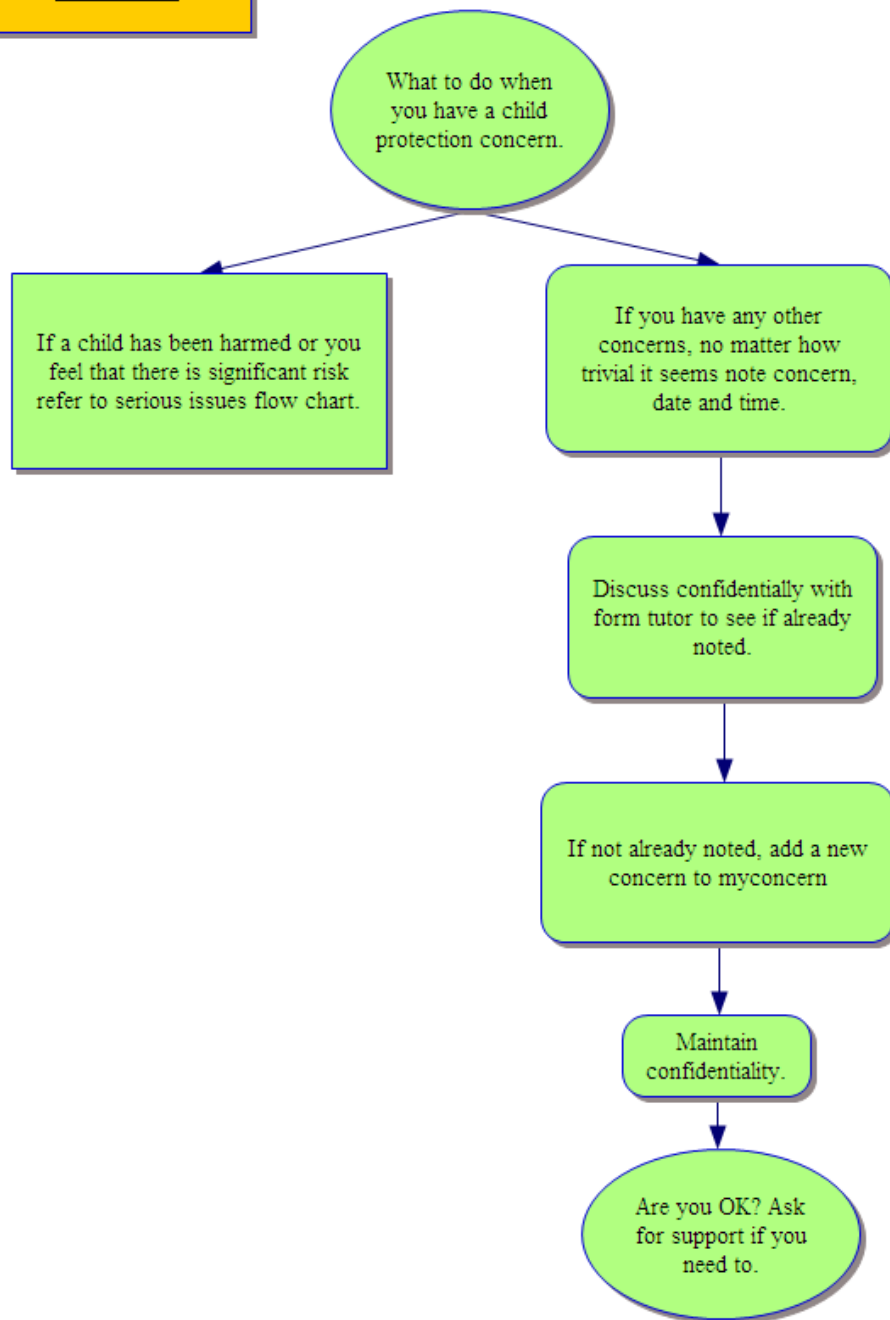 What to do when
you have a child
protection concern.
If a child has been harmed or you
feel that there is significant risk
refer to serious issues flow chart.
If you have any other
concerns, no matter how
trivial it seems note concern,
date and time.
Discuss confidentially with
form tutor to see if already
noted.
If not already noted, add a new
concern to myconcern
Maintain
confidentiality.
Are you OK? Ask
for support if you
need to.